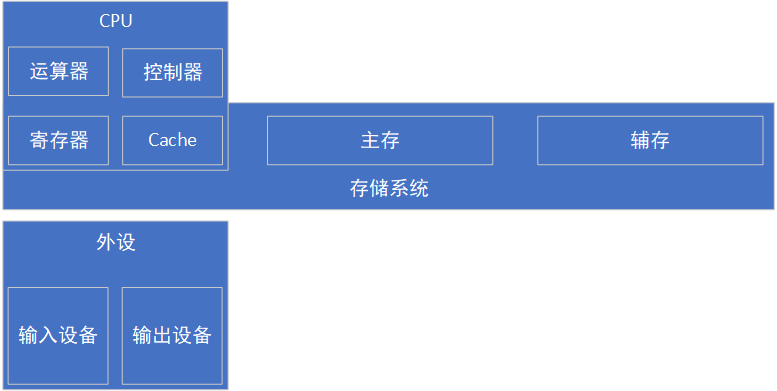 CPU
运算器
控制器
寄存器
Cache
主存
辅存
存储系统
外设
输入设备
输出设备